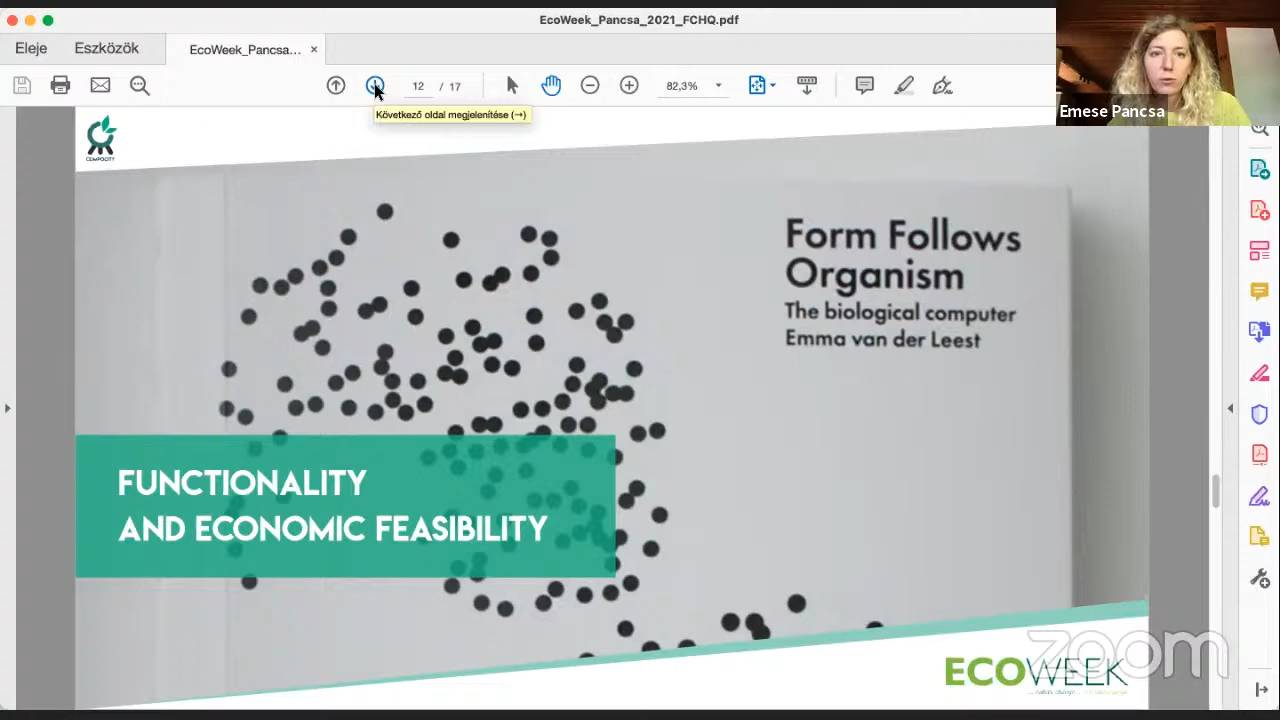 EcoWeek_Pancsa_2021_FCHQ.pdf
Eleje Eszközök EcoWeek_Pancsa... ×
12 / 17 82,3%
Következő oldal megjelenítése (→)
Emese Pancsa
COMPOCITY
Form Follows
Organism
The biological computer
Emma van der Leest
FUNCTIONALITY
AND ECONOMIC FEASIBILITY
zoom
ECOWEEK